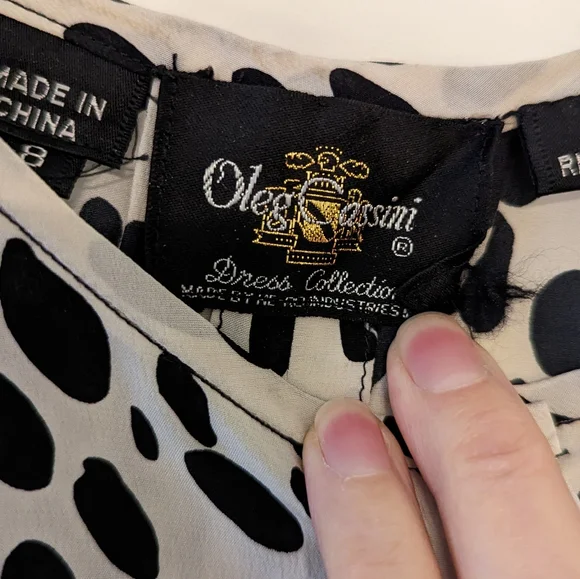 MADE IN
CHINA
8
Oleg Cassini
®
Dress Collection
MADE BY HE-RO INDUSTRIES